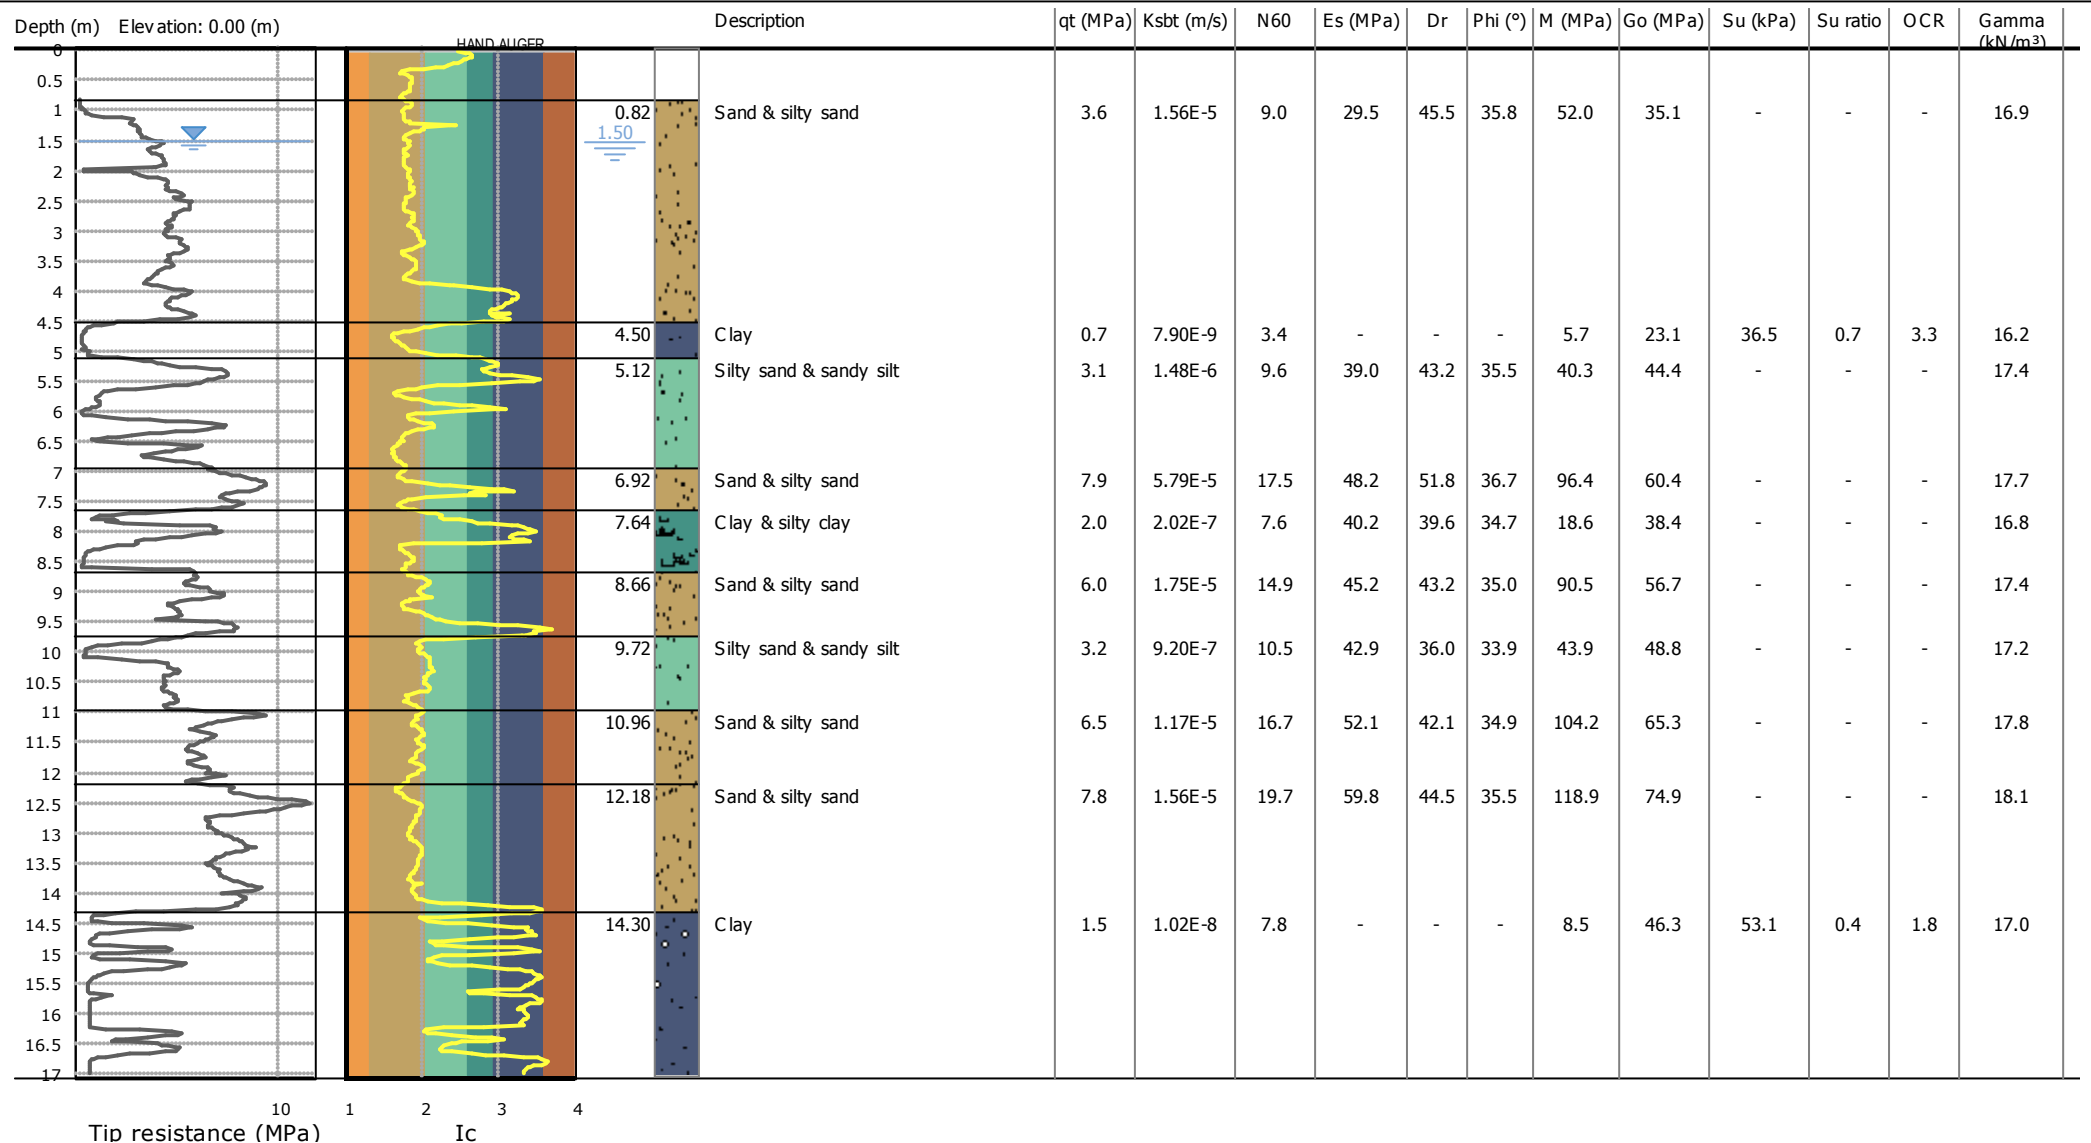 Depth (m) Elevation: 0.00 (m) Description qt (MPa) Ksbt (m/s) N60 Es (MPa) Dr Phi (°) M (MPa) Go (MPa) Su (kPa) Su ratio OCR Gamma (kN/m³)
HAND AUGER
0
0.5
0.82 Sand & silty sand 3.6 1.56E-5 9.0 29.5 45.5 35.8 52.0 35.1 - - - 16.9
1
1.50
1.5
2
2.5
3
3.5
4
4.5
4.50 Clay 0.7 7.90E-9 3.4 - - - 5.7 23.1 36.5 0.7 3.3 16.2
5
5.12 Silty sand & sandy silt 3.1 1.48E-6 9.6 39.0 43.2 35.5 40.3 44.4 - - - 17.4
5.5
6
6.5
7
6.92 Sand & silty sand 7.9 5.79E-5 17.5 48.2 51.8 36.7 96.4 60.4 - - - 17.7
7.5
7.64 Clay & silty clay 2.0 2.02E-7 7.6 40.2 39.6 34.7 18.6 38.4 - - - 16.8
8
8.5
8.66 Sand & silty sand 6.0 1.75E-5 14.9 45.2 43.2 35.0 90.5 56.7 - - - 17.4
9
9.5
9.72 Silty sand & sandy silt 3.2 9.20E-7 10.5 42.9 36.0 33.9 43.9 48.8 - - - 17.2
10
10.5
11
10.96 Sand & silty sand 6.5 1.17E-5 16.7 52.1 42.1 34.9 104.2 65.3 - - - 17.8
11.5
12
12.18 Sand & silty sand 7.8 1.56E-5 19.7 59.8 44.5 35.5 118.9 74.9 - - - 18.1
12.5
13
13.5
14
14.5
14.30 Clay 1.5 1.02E-8 7.8 - - - 8.5 46.3 53.1 0.4 1.8 17.0
15
15.5
16
16.5
17
10 1 2 3 4
Tip resistance (MPa) Ic